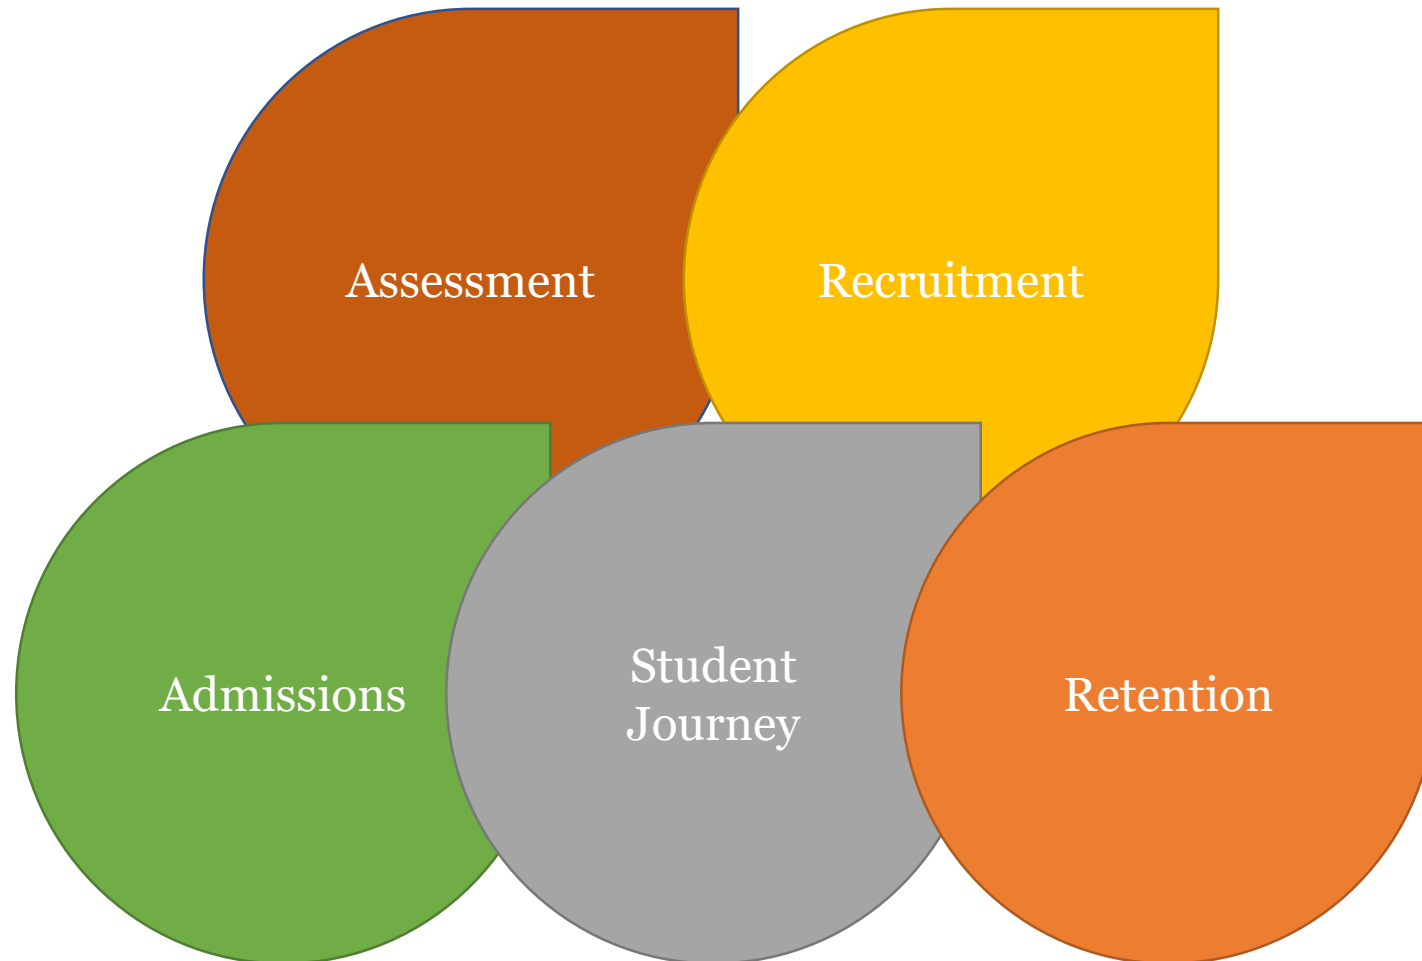 Assessment
Recruitment
Admissions
Student
Journey
Retention